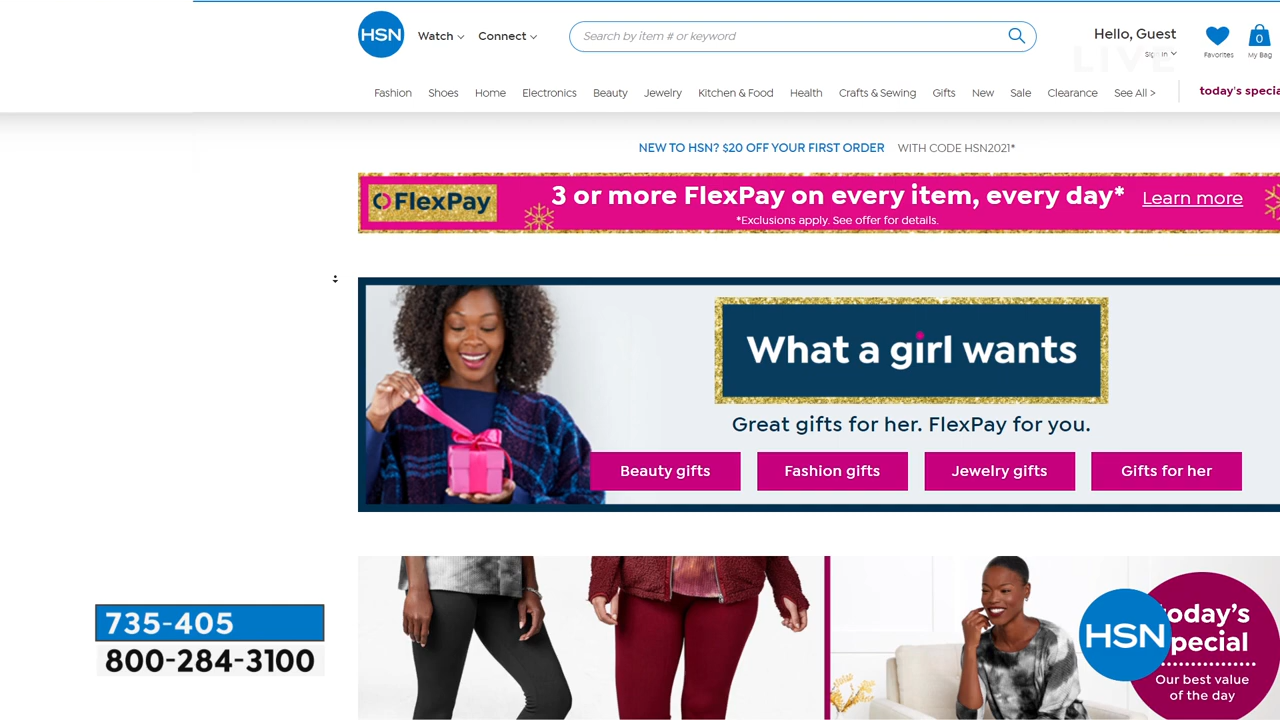 HSN
Watch
Connect
Search by item # or keyword
Hello, Guest
Sign In
LIVE
Favorites
0
My Bag
Fashion
Shoes
Home
Electronics
Beauty
Jewelry
Kitchen & Food
Health
Crafts & Sewing
Gifts
New
Sale
Clearance
See All >
today's specia
NEW TO HSN? $20 OFF YOUR FIRST ORDER WITH CODE HSN2021*
FlexPay
3 or more FlexPay on every item, every day* Learn more
*Exclusions apply. See offer for details.
What a girl wants
Great gifts for her. FlexPay for you.
Beauty gifts
Fashion gifts
Jewelry gifts
Gifts for her
735-405
800-284-3100
HSN
today's
special
Our best value
of the day